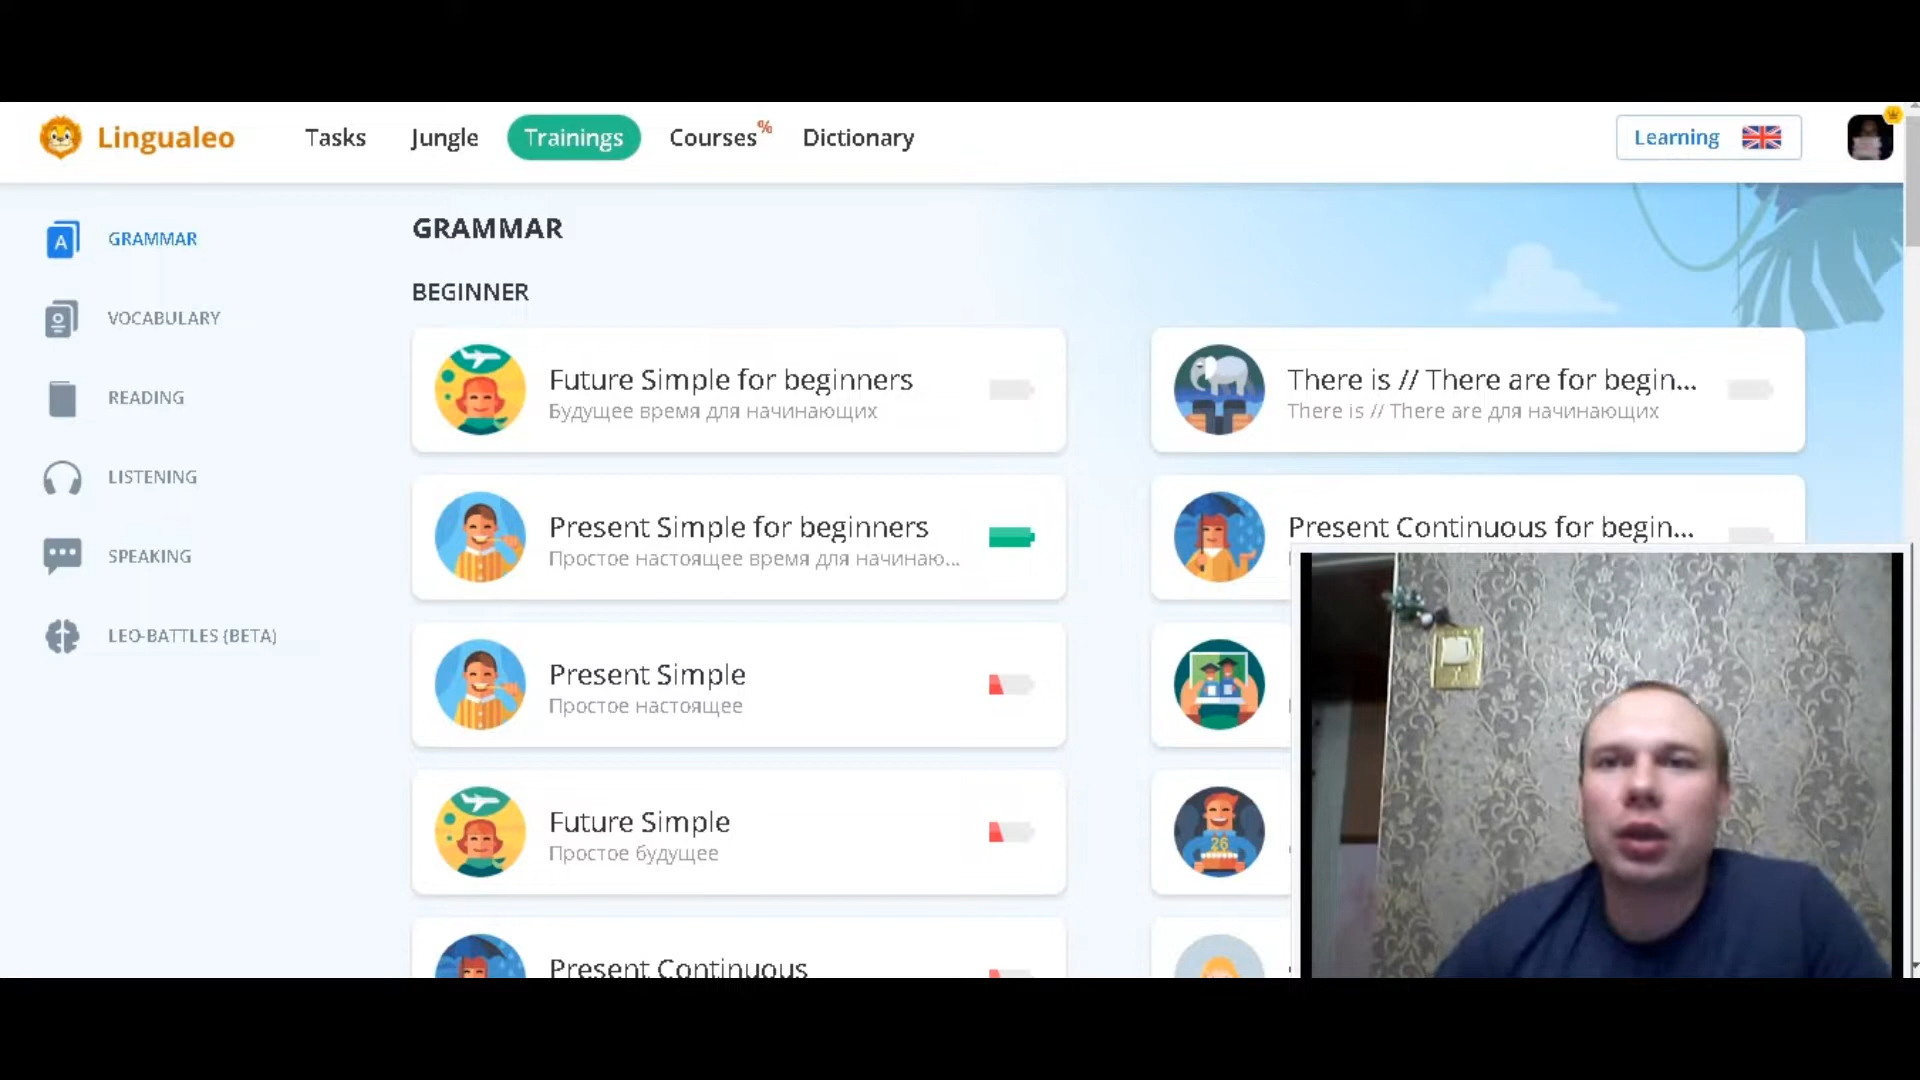 Lingualeo
Tasks
Jungle
Trainings
Courses%
Dictionary
Learning
GRAMMAR
VOCABULARY
READING
LISTENING
SPEAKING
LEO-BATTLES (BETA)
GRAMMAR
BEGINNER
Future Simple for beginners
Будущее время для начинающих
There is // There are for begin...
There is // There are для начинающих
Present Simple for beginners
Простое настоящее время для начинаю...
Present Continuous for begin...
Present Simple
Простое настоящее
Future Simple
Простое будущее
26
Present Continuous